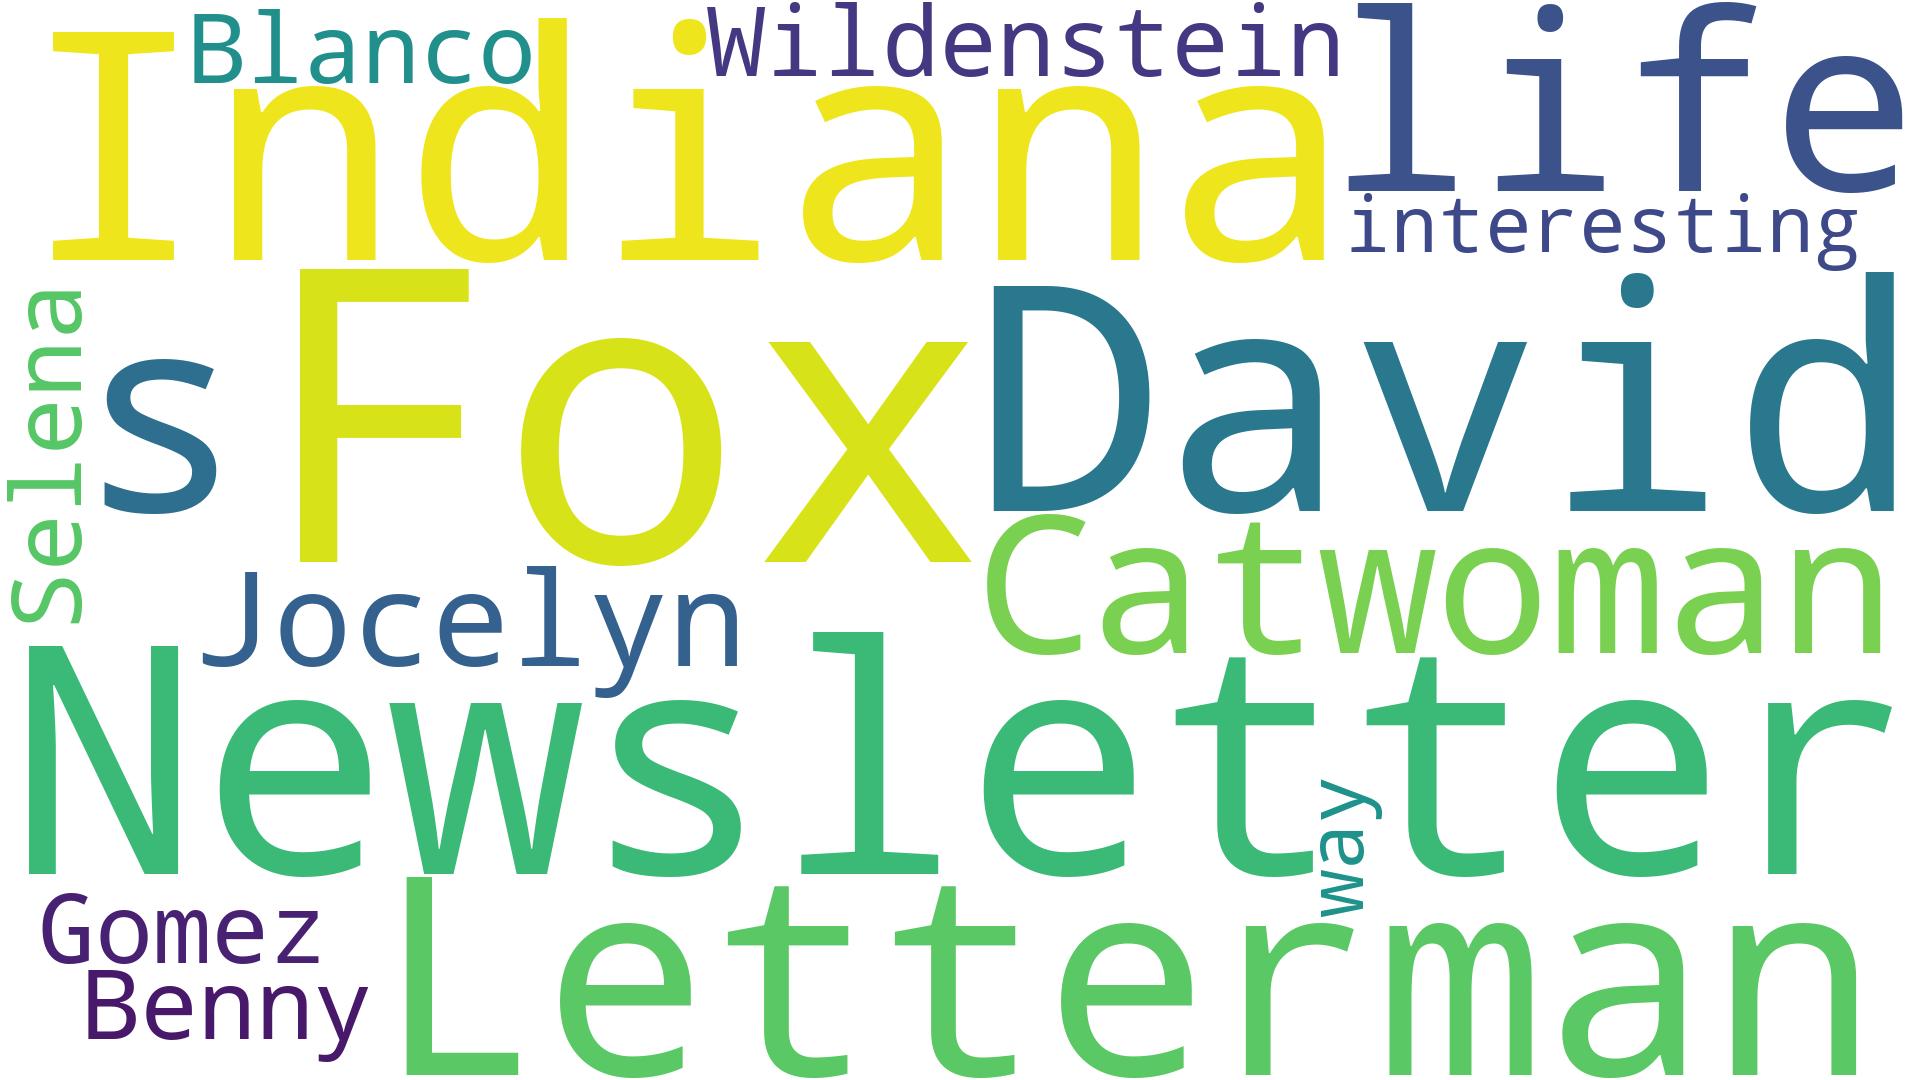 Blanco
Wildenstein
Indiana
life
interesting
Selena
s
Fox
David
Catwoman
Jocelyn
Newsletter
way
Gomez
Benny
Letterman